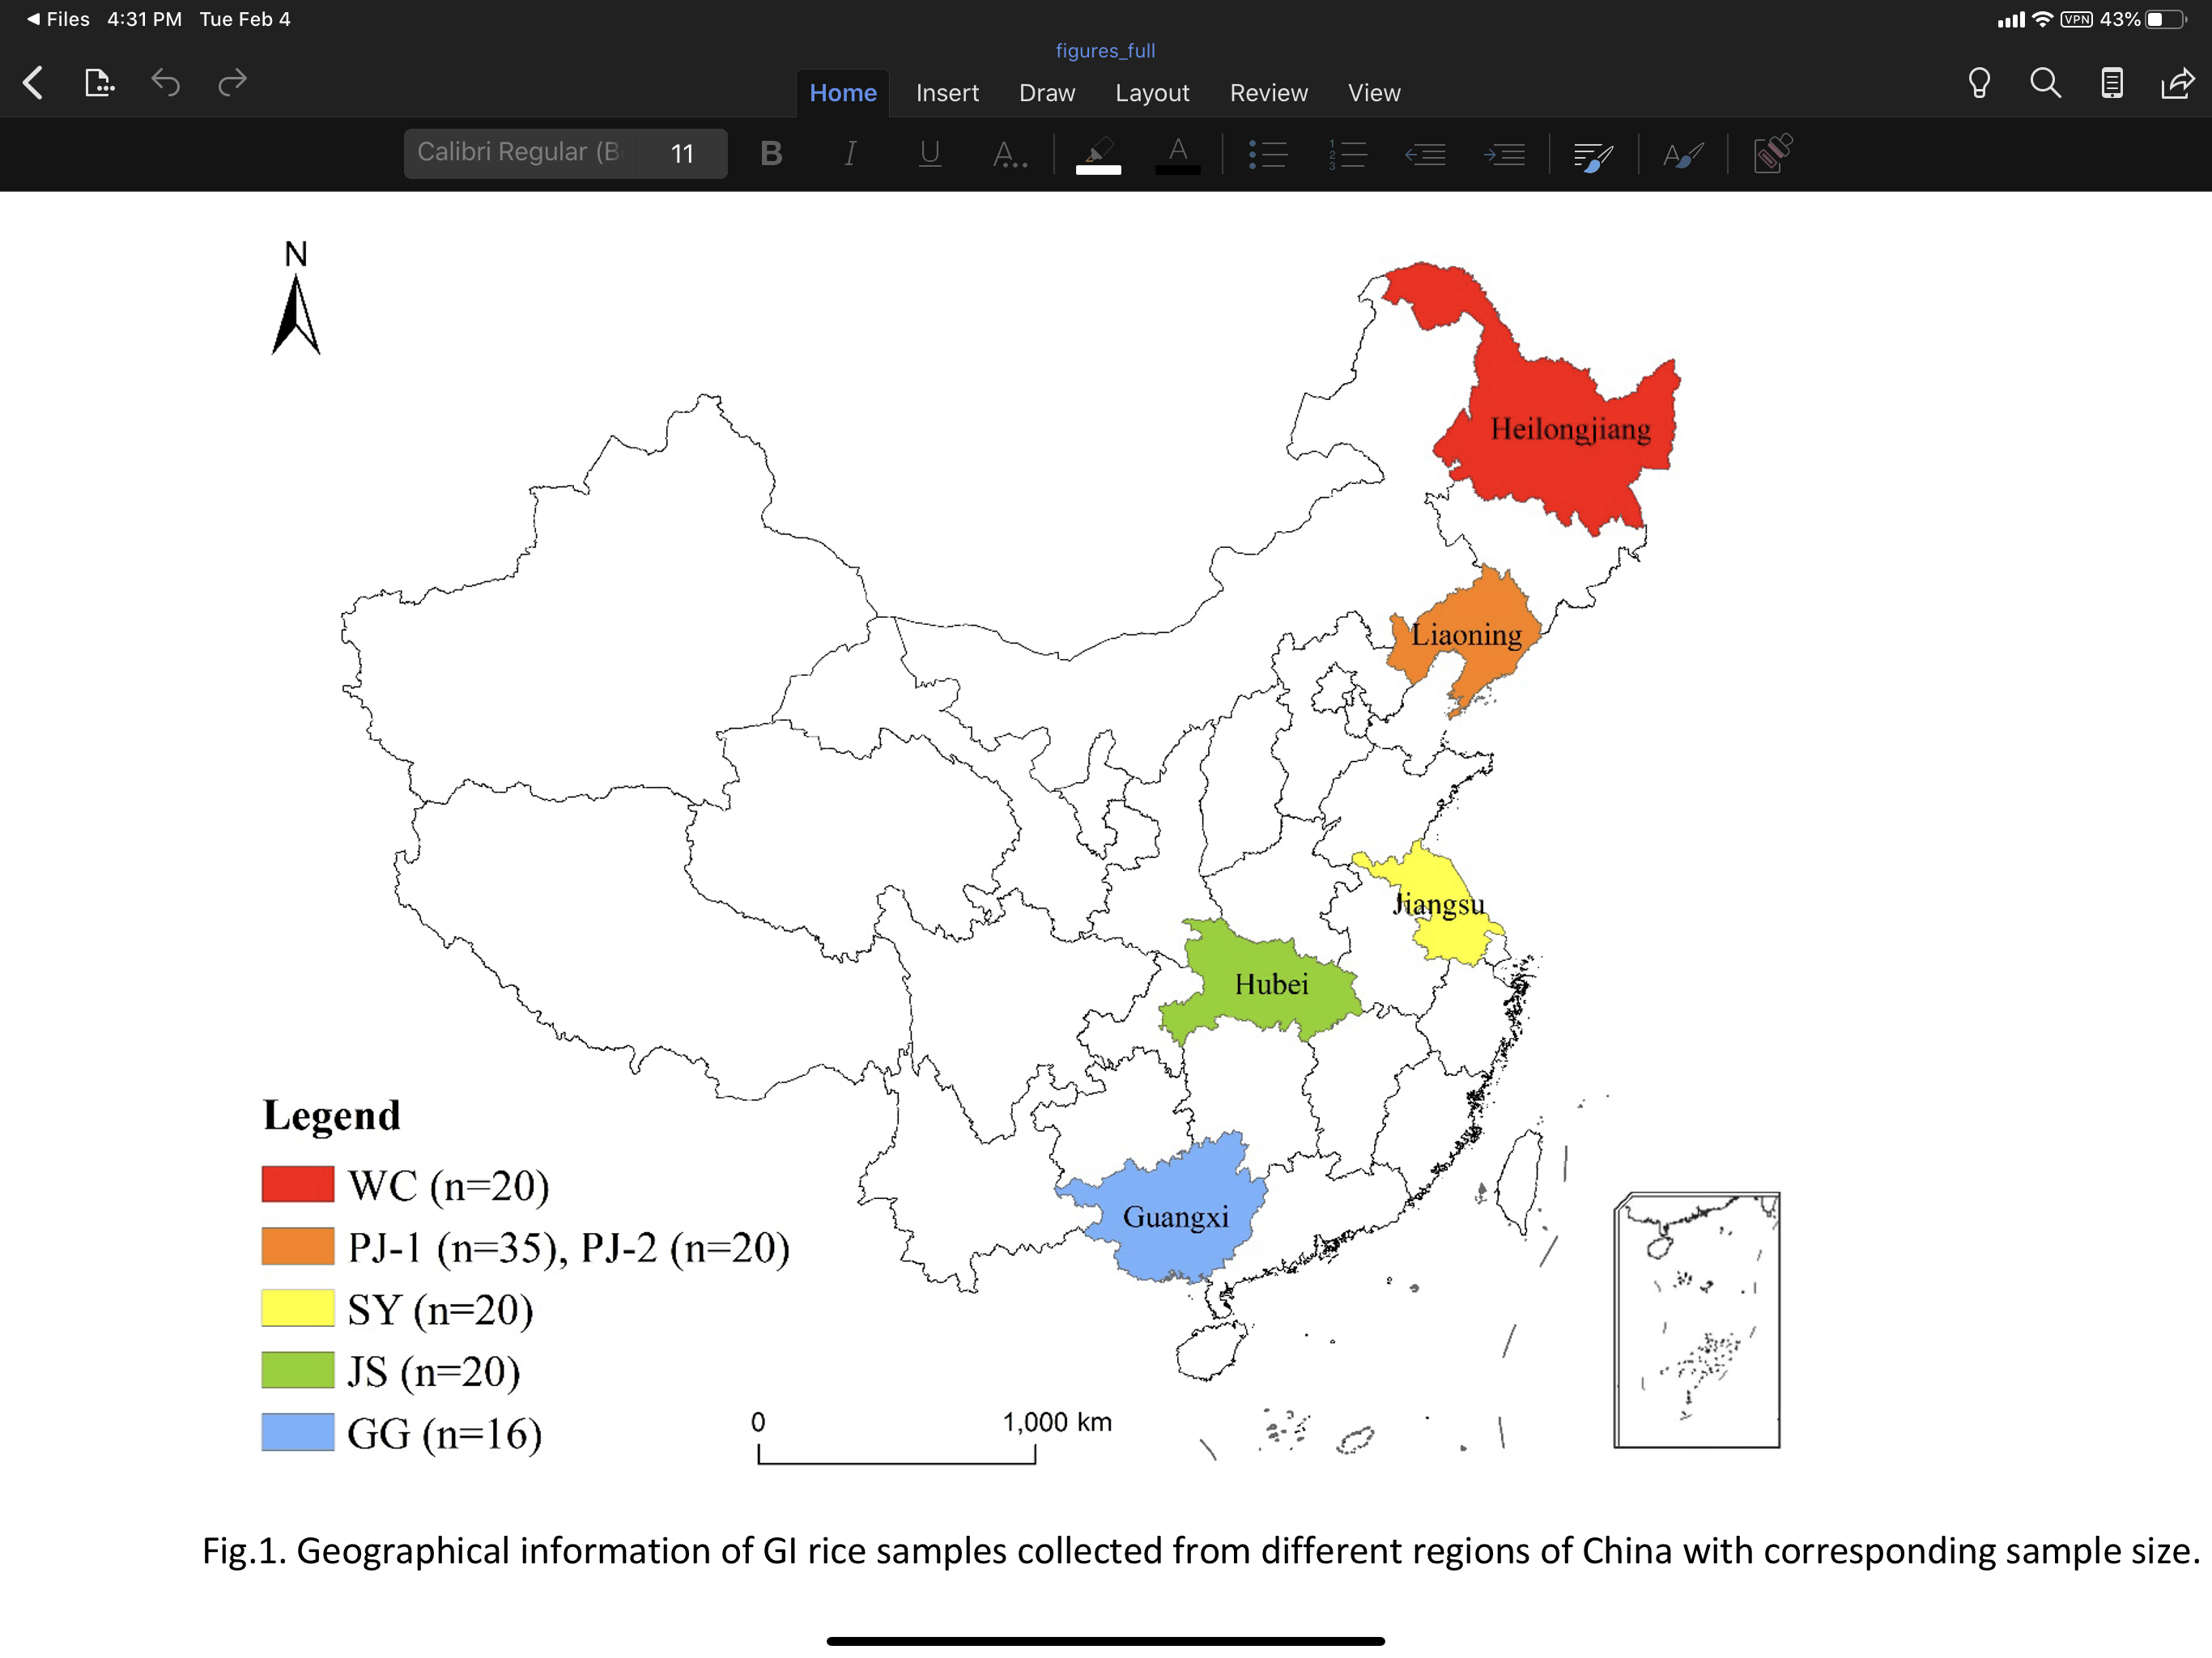 Files 4:31 PM Tue Feb 4
VPN 43%
figures_full
Home Insert Draw Layout Review View
Calibri Regular (B 11 B I U A.. A A
N
Heilongjiang
Liaoning
Jiangsu
Hubei
Guangxi
Legend
WC (n=20)
PJ-1 (n=35), PJ-2 (n=20)
SY (n=20)
JS (n=20)
GG (n=16)
0 1,000 km
Fig.1. Geographical information of GI rice samples collected from different regions of China with corresponding sample size.